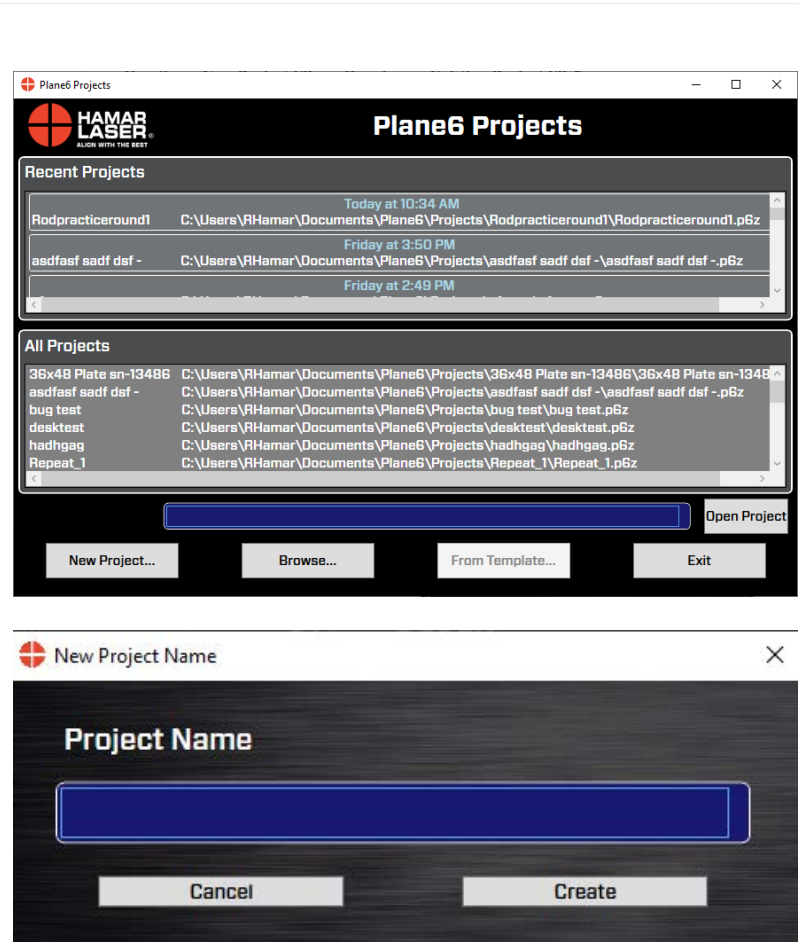 Plane6 Projects
HAMAR
LASER®
ALIGN WITH THE BEST
Plane6 Projects
Recent Projects
Today at 10:34 AM
Rodpracticeround1 C:\Users\RHamar\Documents\Plane6\Projects\Rodpracticeround1\Rodpracticeround1.p6z
Friday at 3:50 PM
asdfasf sadf dsf - C:\Users\RHamar\Documents\Plane6\Projects\asdfasf sadf dsf -\asdfasf sadf dsf -.p6z
Friday at 2:49 PM
All Projects
36x48 Plate sn-13486 C:\Users\RHamar\Documents\Plane6\Projects\36x48 Plate sn-13486\36x48 Plate sn-1348
asdfasf sadf dsf - C:\Users\RHamar\Documents\Plane6\Projects\asdfasf sadf dsf -\asdfasf sadf dsf -.p6z
bug test C:\Users\RHamar\Documents\Plane6\Projects\bug test\bug test.p6z
desktest C:\Users\RHamar\Documents\Plane6\Projects\desktest\desktest.p6z
hadhgag C:\Users\RHamar\Documents\Plane6\Projects\hadhgag\hadhgag.p6z
Repeat_1 C:\Users\RHamar\Documents\Plane6\Projects\Repeat_1\Repeat_1.p6z
Open Project
New Project... Browse... From Template... Exit
New Project Name
Project Name
Cancel Create